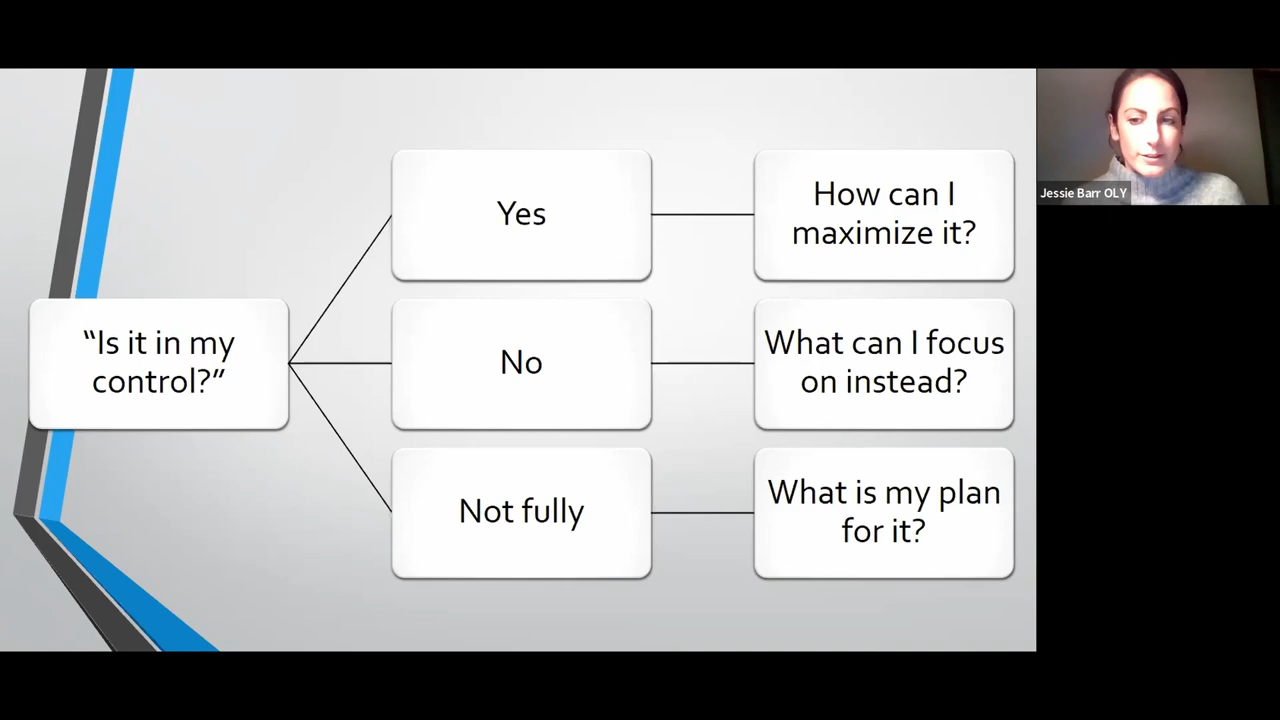 “Is it in my
control?”
Yes
How can I
maximize it?
No
What can I focus
on instead?
Not fully
What is my plan
for it?
Jessie Barr OLY